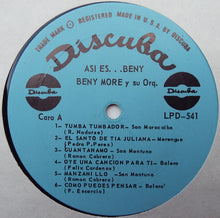 TRADE MARK • REGISTERED MADE IN U.S.A. BY DISCUBA
Discuba
ASI ES...BENY
BENY MORE y su Orq.
Cara A
LPD-541
Discuba
Discuba
1- TUMBA TUMBADOR- Son Maracaibo
(R. Nodarse)
2- EL SANTO DE TIA JULIANA- Merengue
(Pedro P. Perez)
3- GUANTANAMO - Son Montuno
(Ramon Cabrera)
4- OYE UNA CANCION PARA TI- Bolero
(Felix Cardenas)
5- MANZANILLO - Son Montuno
(Ramon Cabrera)
6- COMO PUEDES PENSAR - Bolero
(P. Escorcia)